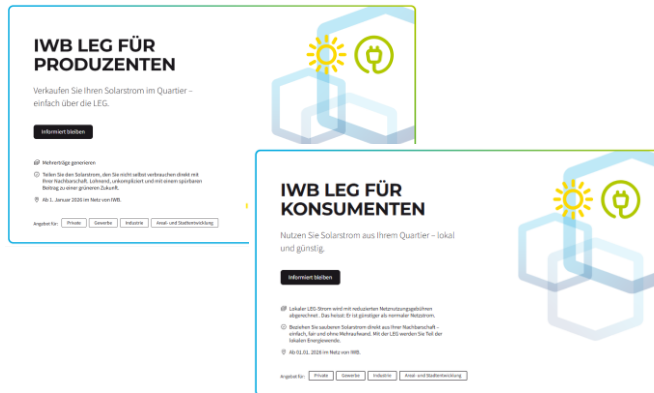 IWB LEG FÜR
PRODUZENTEN
Verkaufen Sie Ihren Solarstrom im Quartier –
einfach über die LEG.
Informiert bleiben
Mehrerträge generieren
Teilen Sie den Solarstrom, den Sie nicht selbst verbrauchen direkt mit
Ihrer Nachbarschaft. Lohnend, unkompliziert und mit einem spürbaren
Beitrag zu einer grüneren Zukunft.
Ab 1. Januar 2026 im Netz von IWB.
Angebot für: Private Gewerbe Industrie Areal- und Stadtentwicklung
IWB LEG FÜR
KONSUMENTEN
Nutzen Sie Solarstrom aus Ihrem Quartier – lokal
und günstig.
Informiert bleiben
Lokaler LEG-Strom wird mit reduzierten Netznutzungsgebühren
abgerechnet. Das heisst: Er ist günstiger als normaler Netzstrom.
Beziehen Sie sauberen Solarstrom direkt aus Ihrer Nachbarschaft –
einfach, fair und ohne Mehraufwand. Mit der LEG werden Sie Teil der
lokalen Energiewende.
Ab 01.01. 2026 im Netz von IWB.
Angebot für: Private Gewerbe Industrie Areal- und Stadtentwicklung